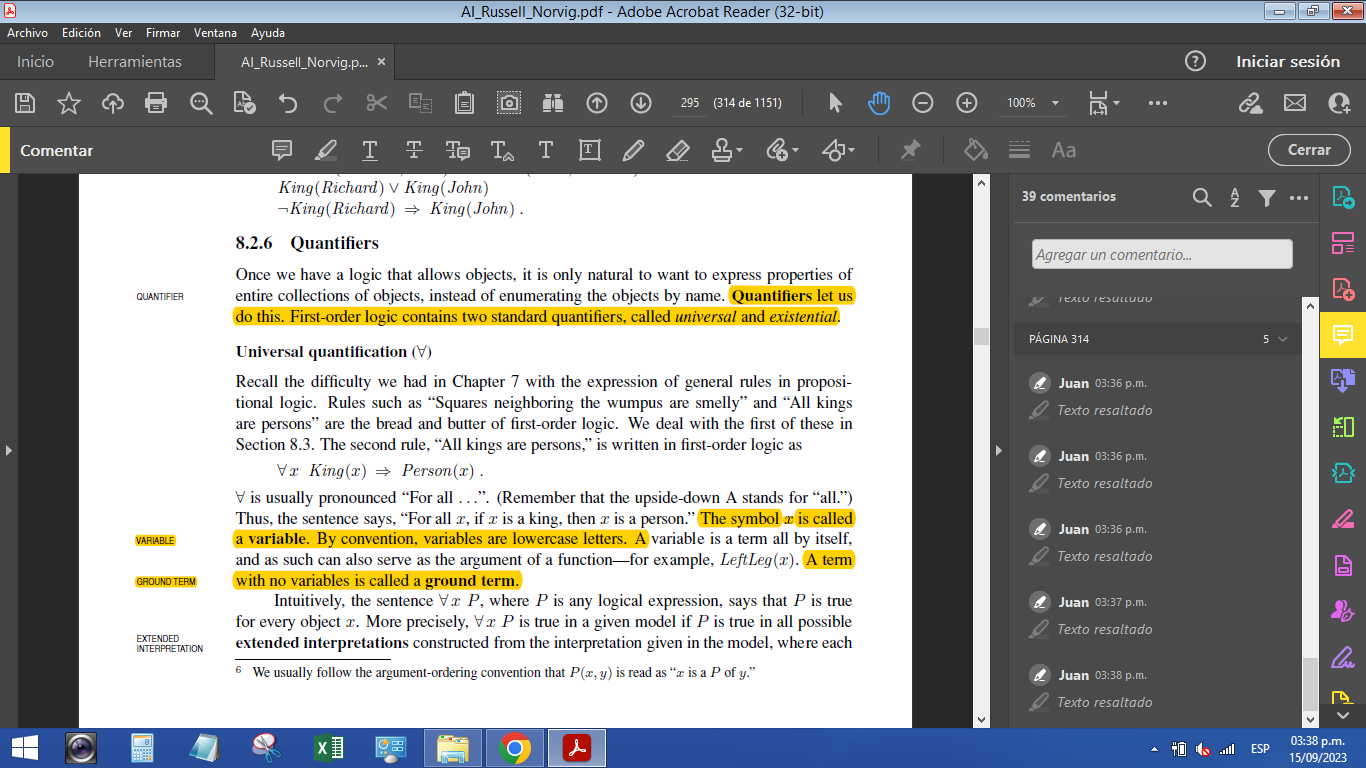 AI_Russell_Norvig.pdf - Adobe Acrobat Reader (32-bit)
Archivo Edición Ver Firmar Ventana Ayuda
Inicio Herramientas AI_Russell_Norvig.p... × Iniciar sesión
295 (314 de 1151) 100%
Comentar Cerrar
King(Richard) ∨ King(John)
¬King(Richard) ⇒ King(John) .
8.2.6 Quantifiers
Once we have a logic that allows objects, it is only natural to want to express properties of
QUANTIFIER
entire collections of objects, instead of enumerating the objects by name. Quantifiers let us
do this. First-order logic contains two standard quantifiers, called universal and existential.
Universal quantification (∀)
Recall the difficulty we had in Chapter 7 with the expression of general rules in proposi-
tional logic. Rules such as “Squares neighboring the wumpus are smelly” and “All kings
are persons” are the bread and butter of first-order logic. We deal with the first of these in
Section 8.3. The second rule, “All kings are persons,” is written in first-order logic as
∀ x King(x) ⇒ Person(x) .
∀ is usually pronounced “For all . . .”. (Remember that the upside-down A stands for “all.”)
Thus, the sentence says, “For all x, if x is a king, then x is a person.” The symbol x is called
VARIABLE
a variable. By convention, variables are lowercase letters. A variable is a term all by itself,
and as such can also serve as the argument of a function—for example, LeftLeg(x). A term
GROUND TERM
with no variables is called a ground term.
Intuitively, the sentence ∀ x P, where P is any logical expression, says that P is true
for every object x. More precisely, ∀ x P is true in a given model if P is true in all possible
EXTENDED
INTERPRETATION
extended interpretations constructed from the interpretation given in the model, where each
6 We usually follow the argument-ordering convention that P(x, y) is read as “x is a P of y.”
39 comentarios
Agregar un comentario...
Texto resaltado
PÁGINA 314 5
Juan 03:36 p.m.
Texto resaltado
Juan 03:36 p.m.
Texto resaltado
Juan 03:36 p.m.
Texto resaltado
Juan 03:37 p.m.
Texto resaltado
Juan 03:38 p.m.
Texto resaltado
ESP
03:38 p.m.
15/09/2023